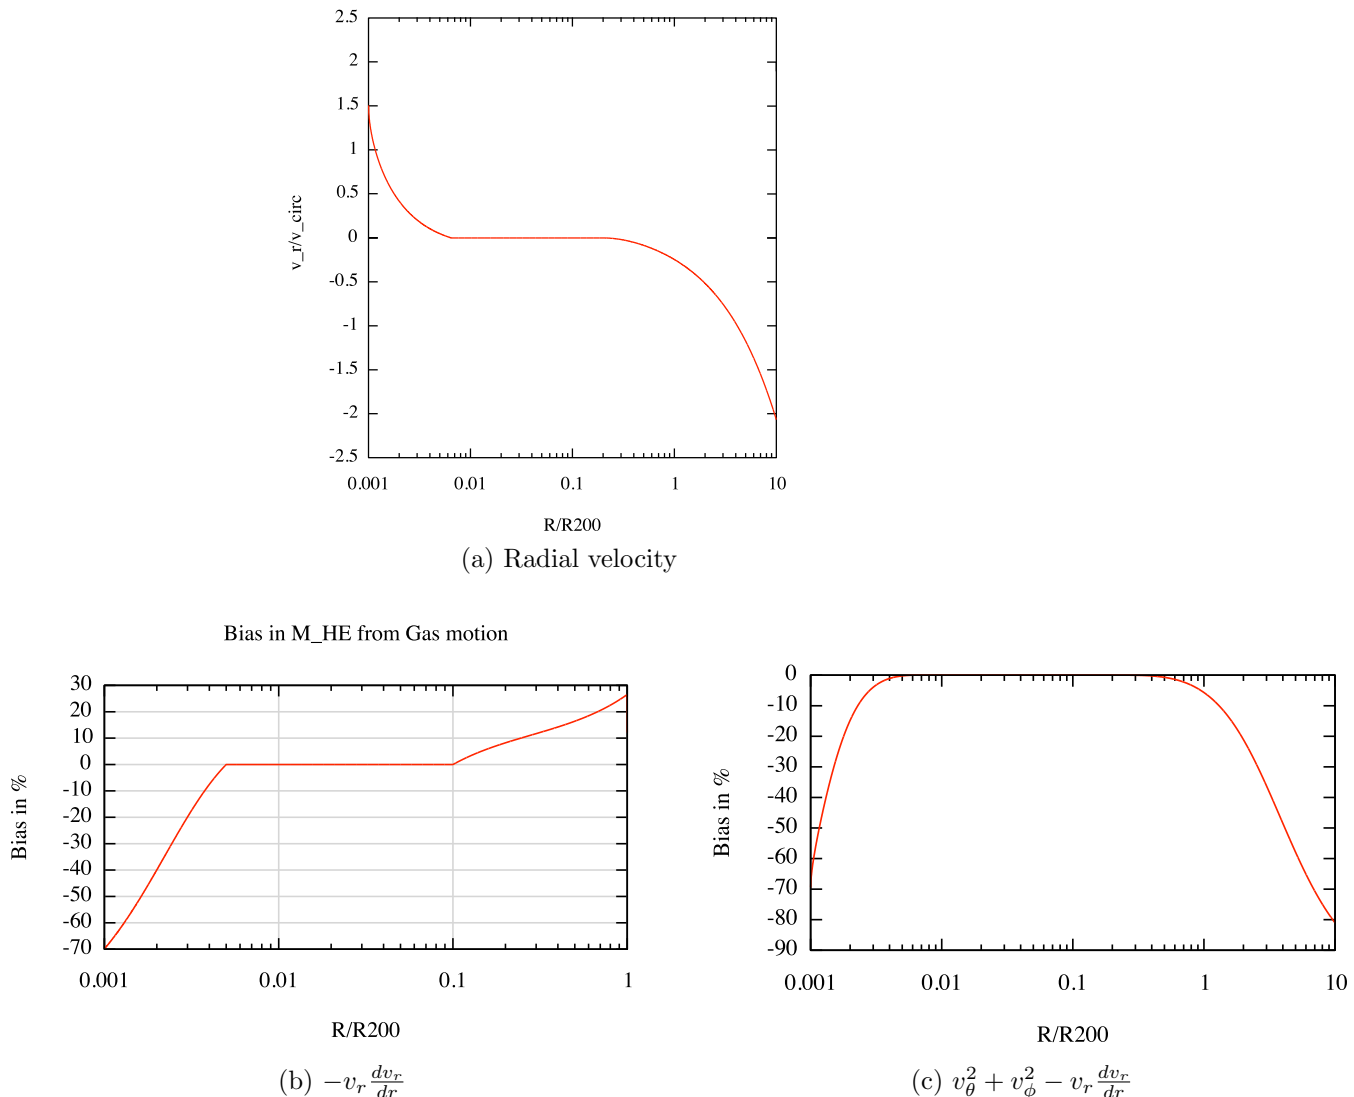 2.5
2
1.5
1
0.5
0
-0.5
-1
-1.5
-2
-2.5
v_r/v_circ
0.001 0.01 0.1 1 10
R/R200
(a) Radial velocity
Bias in M_HE from Gas motion
30
20
10
0
-10
-20
-30
-40
-50
-60
-70
Bias in %
0.001 0.01 0.1 1
R/R200
(b) $-v_r \frac{dv_r}{dr}$
0
-10
-20
-30
-40
-50
-60
-70
-80
-90
Bias in %
0.001 0.01 0.1 1 10
R/R200
(c) $v_\theta^2 + v_\phi^2 - v_r \frac{dv_r}{dr}$